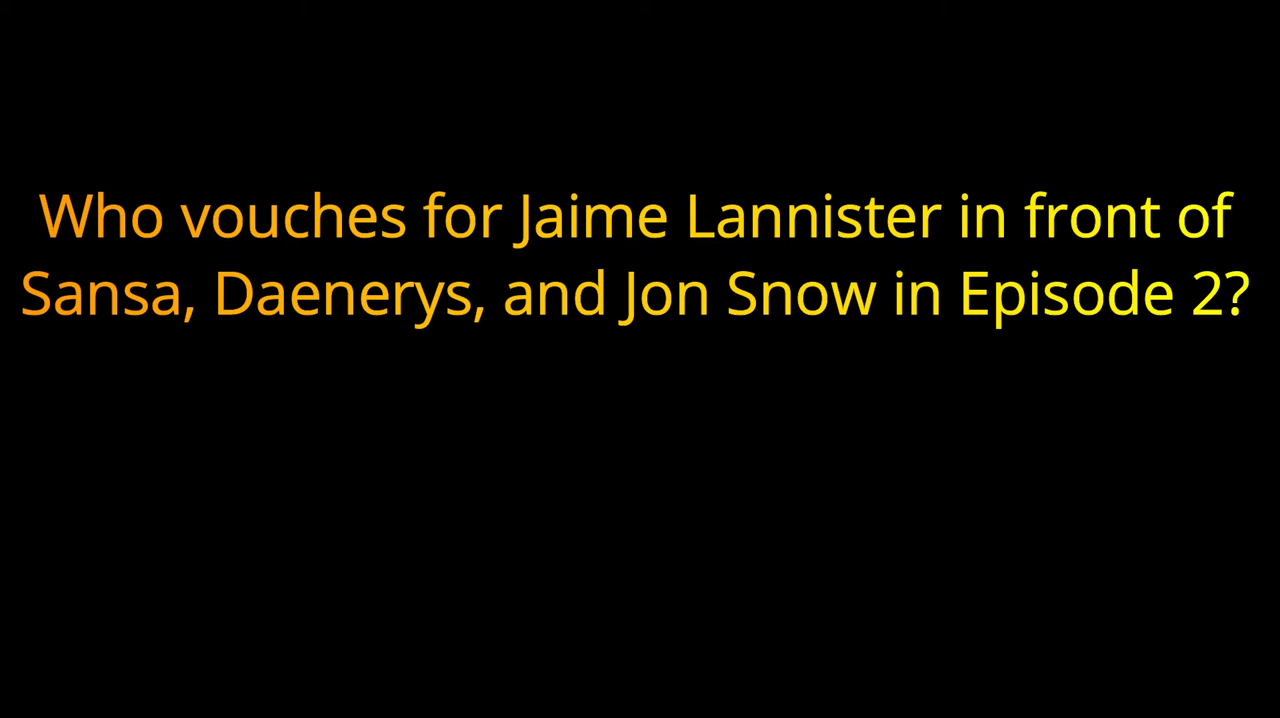 Who vouches for Jaime Lannister in front of
Sansa, Daenerys, and Jon Snow in Episode 2?